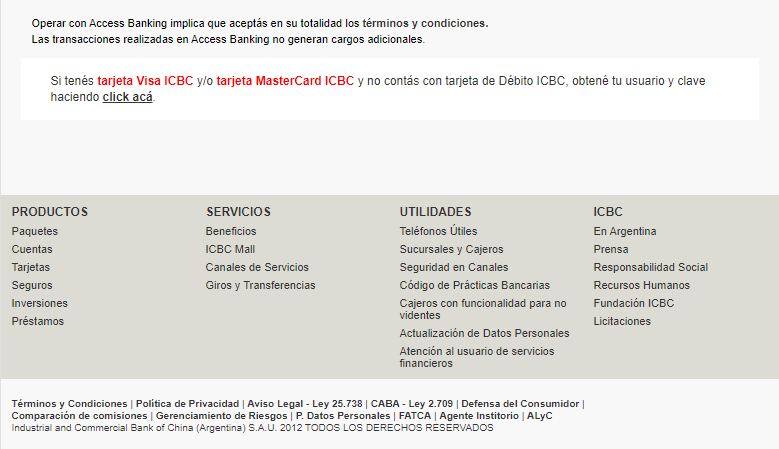 Operar con Access Banking implica que aceptás en su totalidad los términos y condiciones.
Las transacciones realizadas en Access Banking no generan cargos adicionales.
Si tenés tarjeta Visa ICBC y/o tarjeta MasterCard ICBC y no contás con tarjeta de Débito ICBC, obtené tu usuario y clave
haciendo click acá.
PRODUCTOS
Paquetes
Cuentas
Tarjetas
Seguros
Inversiones
Préstamos
SERVICIOS
Beneficios
ICBC Mall
Canales de Servicios
Giros y Transferencias
UTILIDADES
Teléfonos Útiles
Sucursales y Cajeros
Seguridad en Canales
Código de Prácticas Bancarias
Cajeros con funcionalidad para no
videntes
Actualización de Datos Personales
Atención al usuario de servicios
financieros
ICBC
En Argentina
Prensa
Responsabilidad Social
Recursos Humanos
Fundación ICBC
Licitaciones
Términos y Condiciones | Política de Privacidad | Aviso Legal - Ley 25.738 | CABA - Ley 2.709 | Defensa del Consumidor |
Comparación de comisiones | Gerenciamiento de Riesgos | P. Datos Personales | FATCA | Agente Institorio | ALyC
Industrial and Commercial Bank of China (Argentina) S.A.U. 2012 TODOS LOS DERECHOS RESERVADOS